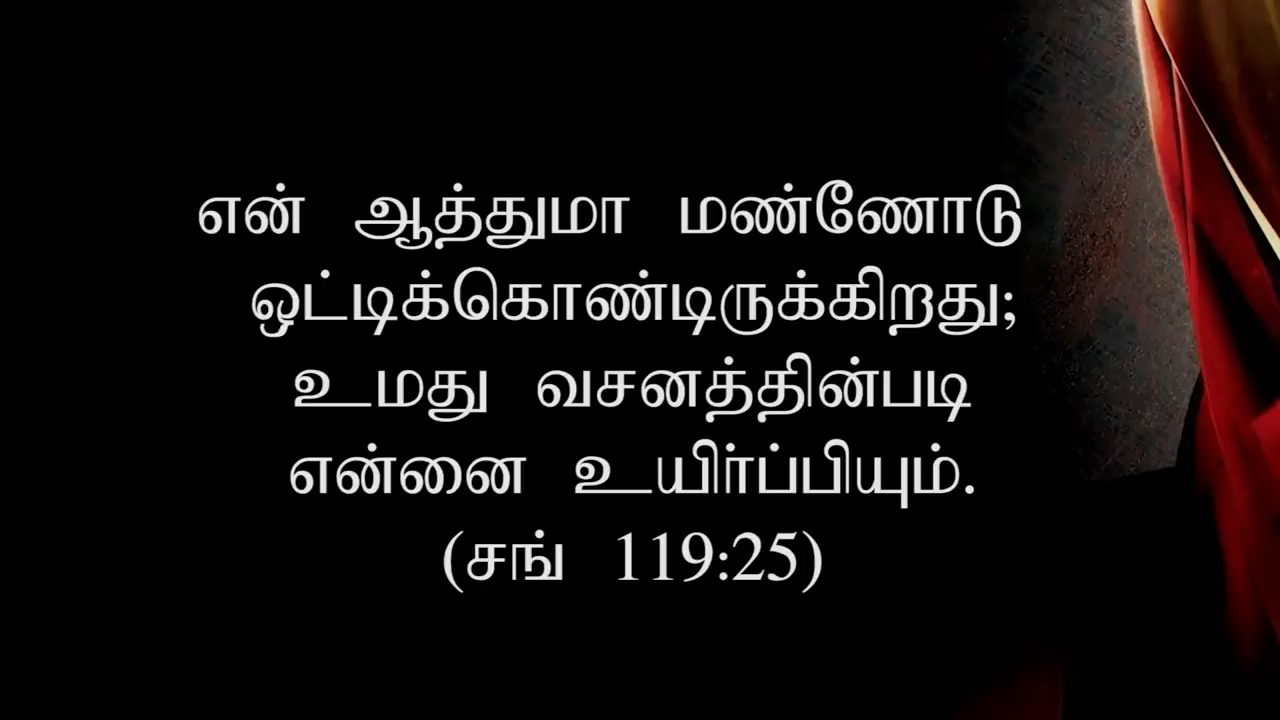 என் ஆத்துமா மண்ணோடு
ஒட்டிக்கொண்டிருக்கிறது;
உமது வசனத்தின்படி
என்னை உயிர்ப்பியும்.
(சங் 119:25)